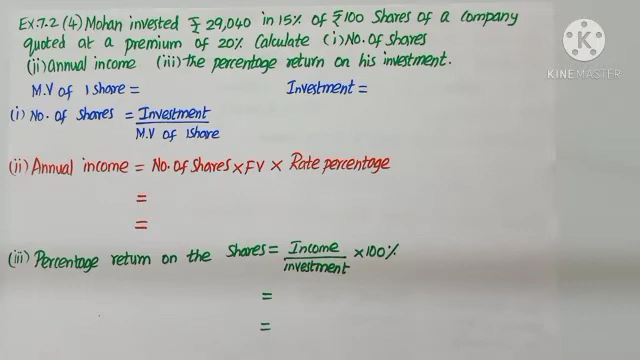 Ex.7.2 (4) Mohan invested ₹ 29,040 in 15% of ₹100 Shares of a company
quoted at a premium of 20% Calculate (i) No. of shares
(ii) annual income (iii) the percentage return on his investment.
M.V of 1 share = Investment =
(i) No. of shares = Investment
M.V of 1share
(ii) Annual income = No. of shares × FV × Rate percentage
=
=
(iii) Percentage return on the shares = Income × 100%
investment
=
=
K
KINEMASTER